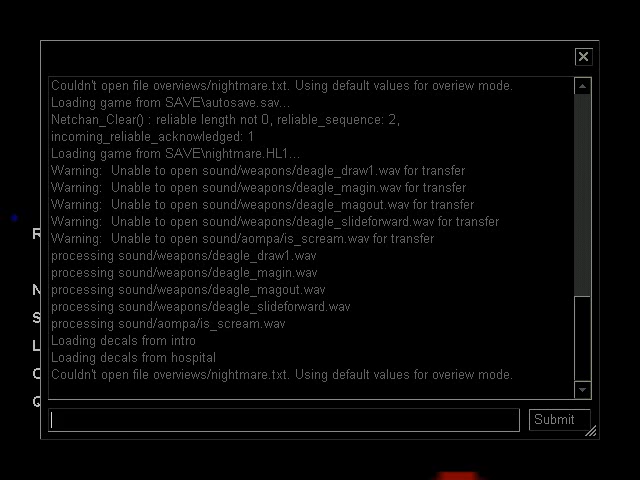 Couldn't open file overviews/nightmare.txt. Using default values for overiew mode.
Loading game from SAVE\autosave.sav...
Netchan_Clear() : reliable length not 0, reliable_sequence: 2,
incoming_reliable_acknowledged: 1
Loading game from SAVE\nightmare.HL1...
Warning:  Unable to open sound/weapons/deagle_draw1.wav for transfer
Warning:  Unable to open sound/weapons/deagle_magin.wav for transfer
Warning:  Unable to open sound/weapons/deagle_magout.wav for transfer
Warning:  Unable to open sound/weapons/deagle_slideforward.wav for transfer
Warning:  Unable to open sound/aompa/is_scream.wav for transfer
processing sound/weapons/deagle_draw1.wav
processing sound/weapons/deagle_magin.wav
processing sound/weapons/deagle_magout.wav
processing sound/weapons/deagle_slideforward.wav
processing sound/aompa/is_scream.wav
Loading decals from intro
Loading decals from hospital
Couldn't open file overviews/nightmare.txt. Using default values for overiew mode.
Submit